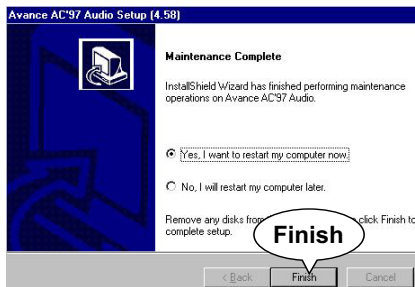 Avance AC'97 Audio Setup (4.58)
Maintenance Complete
InstallShield Wizard has finished performing maintenance
operations on Avance AC'97 Audio.
Yes, I want to restart my computer now.
No, I will restart my computer later.
Remove any disks from click Finish to
complete setup.
Finish
< Back Finish Cancel